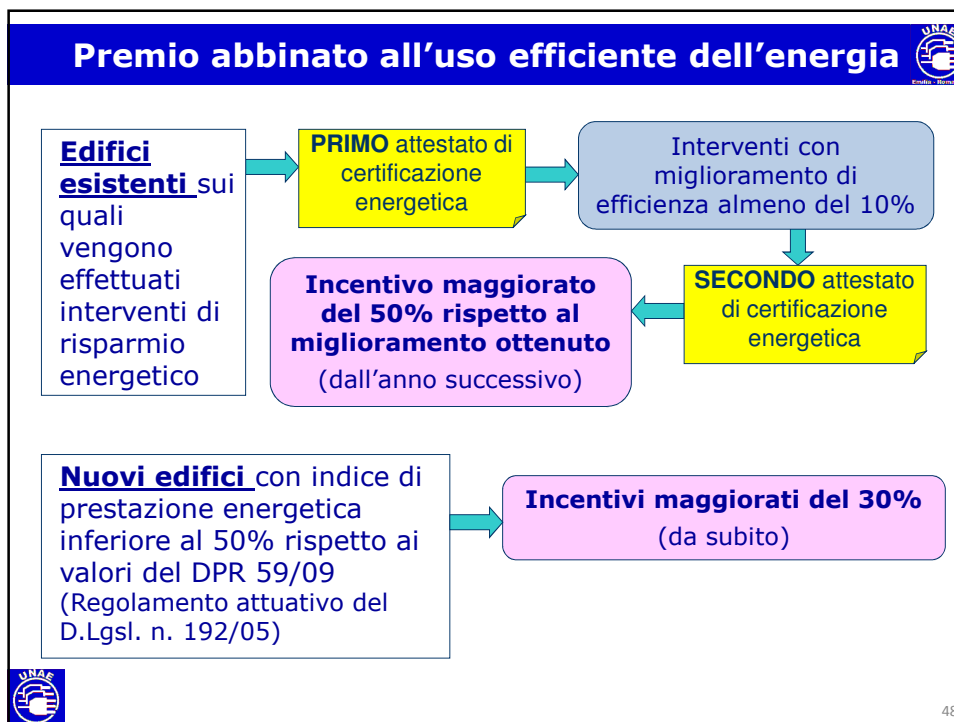 Premio abbinato all'uso efficiente dell'energia
UNAE
Edifici
esistenti sui
quali
vengono
effettuati
interventi di
risparmio
energetico
PRIMO attestato di
certificazione
energetica
Interventi con
miglioramento di
efficienza almeno del 10%
SECONDO attestato
di certificazione
energetica
Incentivo maggiorato
del 50% rispetto al
miglioramento ottenuto
(dall'anno successivo)
Nuovi edifici con indice di
prestazione energetica
inferiore al 50% rispetto ai
valori del DPR 59/09
(Regolamento attuativo del
D.Lgsl. n. 192/05)
Incentivi maggiorati del 30%
(da subito)
UNAE
48